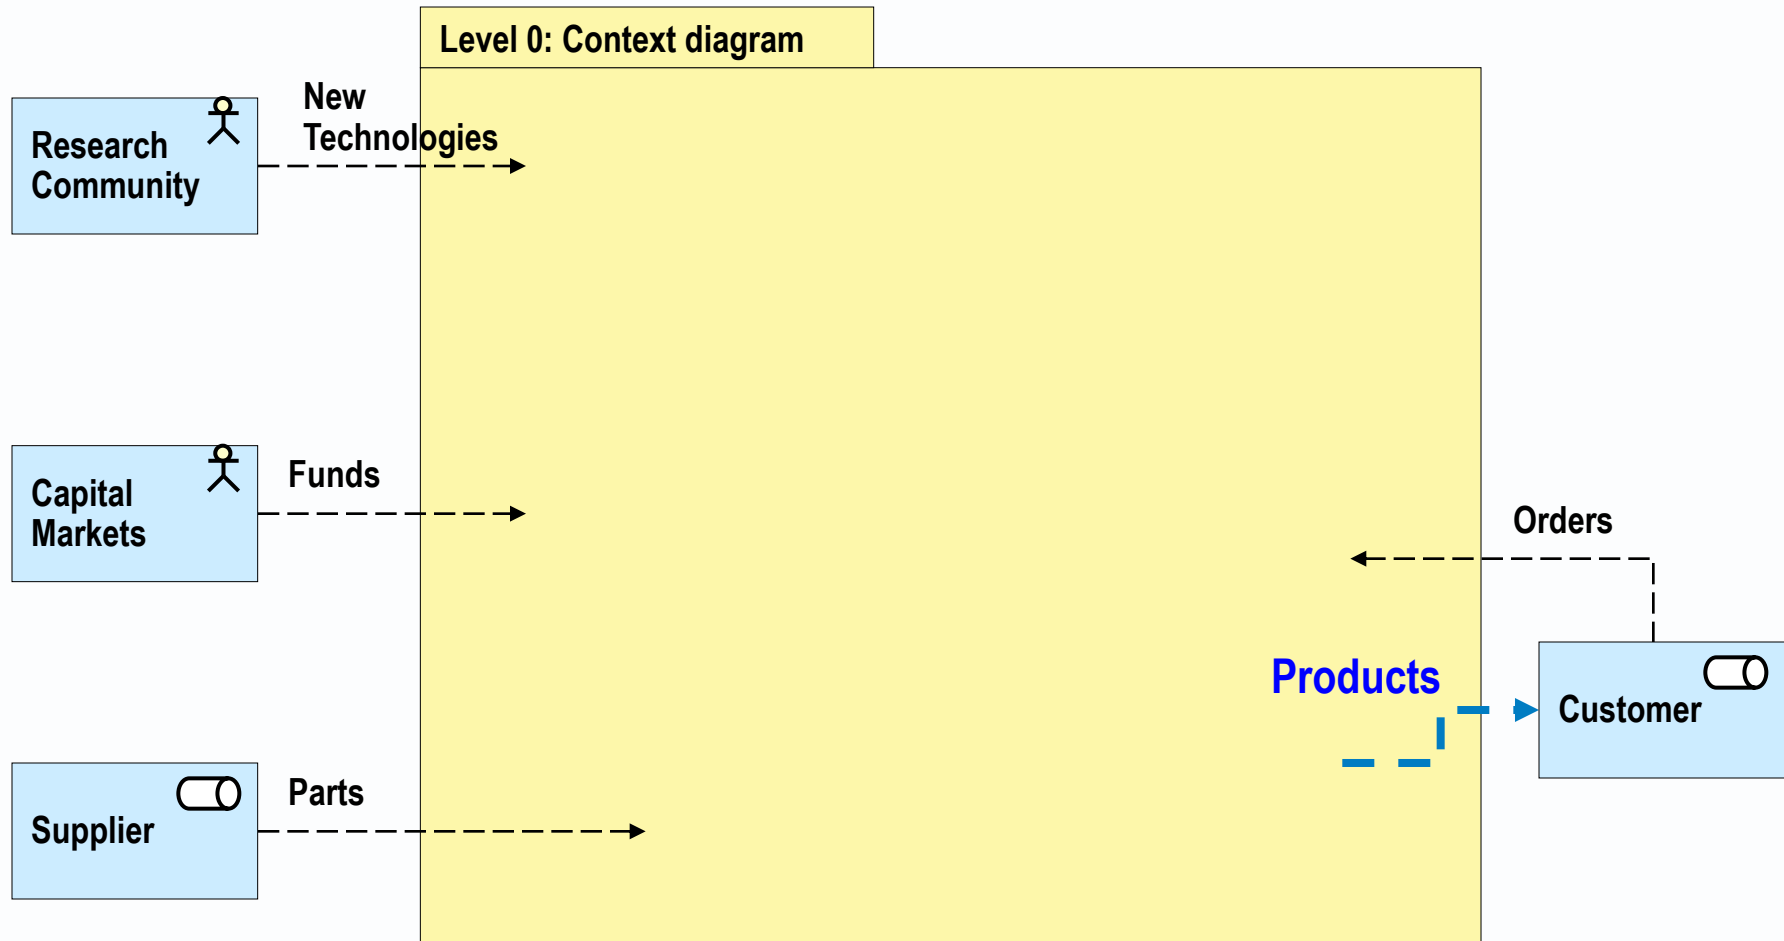 Level 0: Context diagram
New
Technologies
Research
Community
Funds
Capital
Markets
Orders
Products
Customer
Parts
Supplier